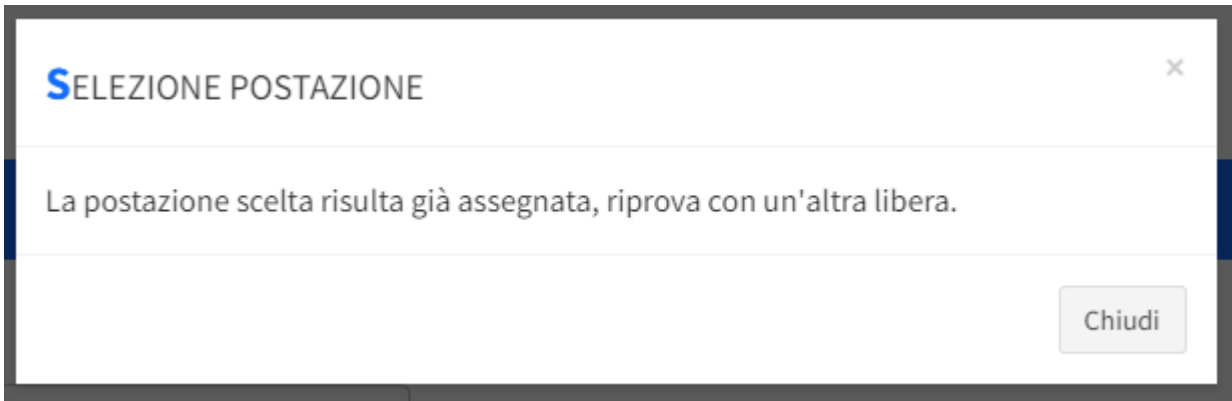 SELEZIONE POSTAZIONE
×
La postazione scelta risulta già assegnata, riprova con un'altra libera.
Chiudi